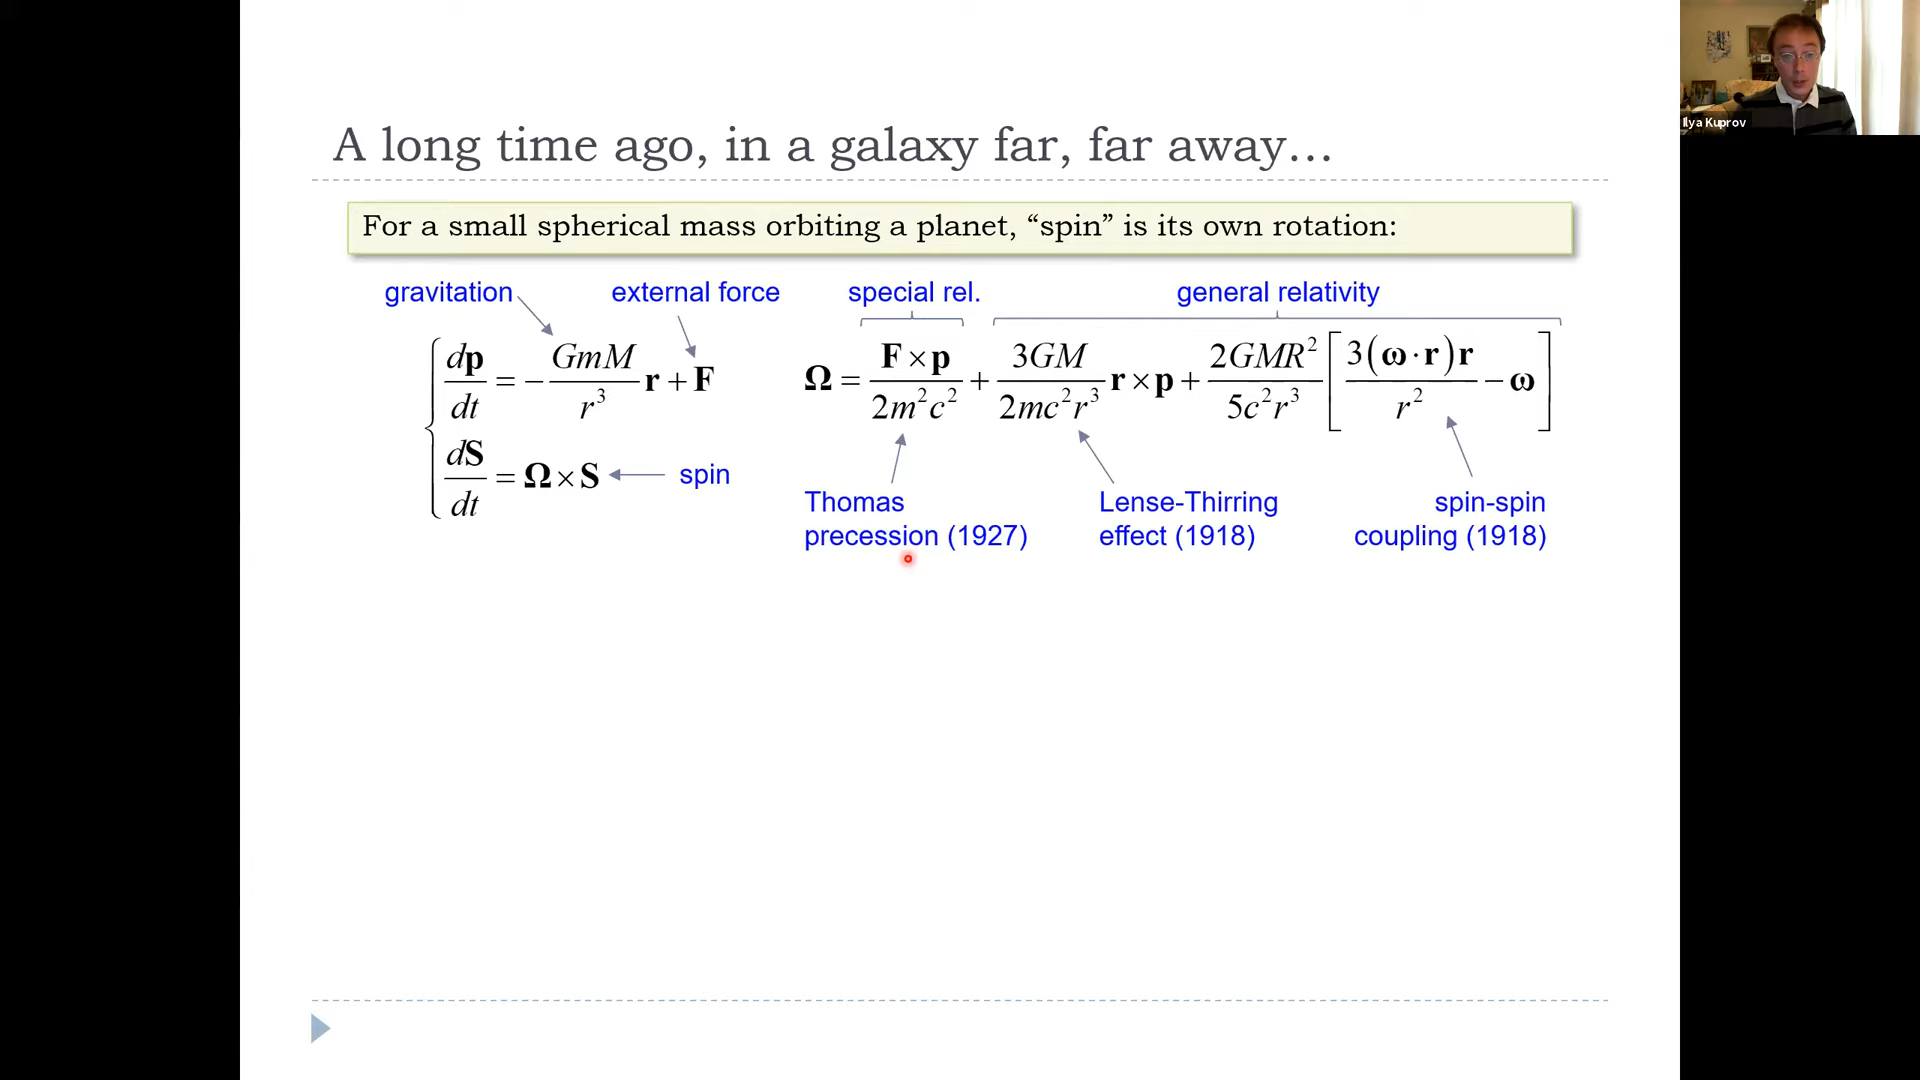 Ilya Kuprov
A long time ago, in a galaxy far, far away…
For a small spherical mass orbiting a planet, “spin” is its own rotation:
gravitation external force special rel. general relativity
dp/dt = −GmM/r³ r + F
Ω = F×p/2m²c² + 3GM/2mc²r³ r×p + 2GMR²/5c²r³ [3(ω·r)r/r² − ω]
dS/dt = Ω×S spin
Thomas precession (1927)
Lense-Thirring effect (1918)
spin-spin coupling (1918)